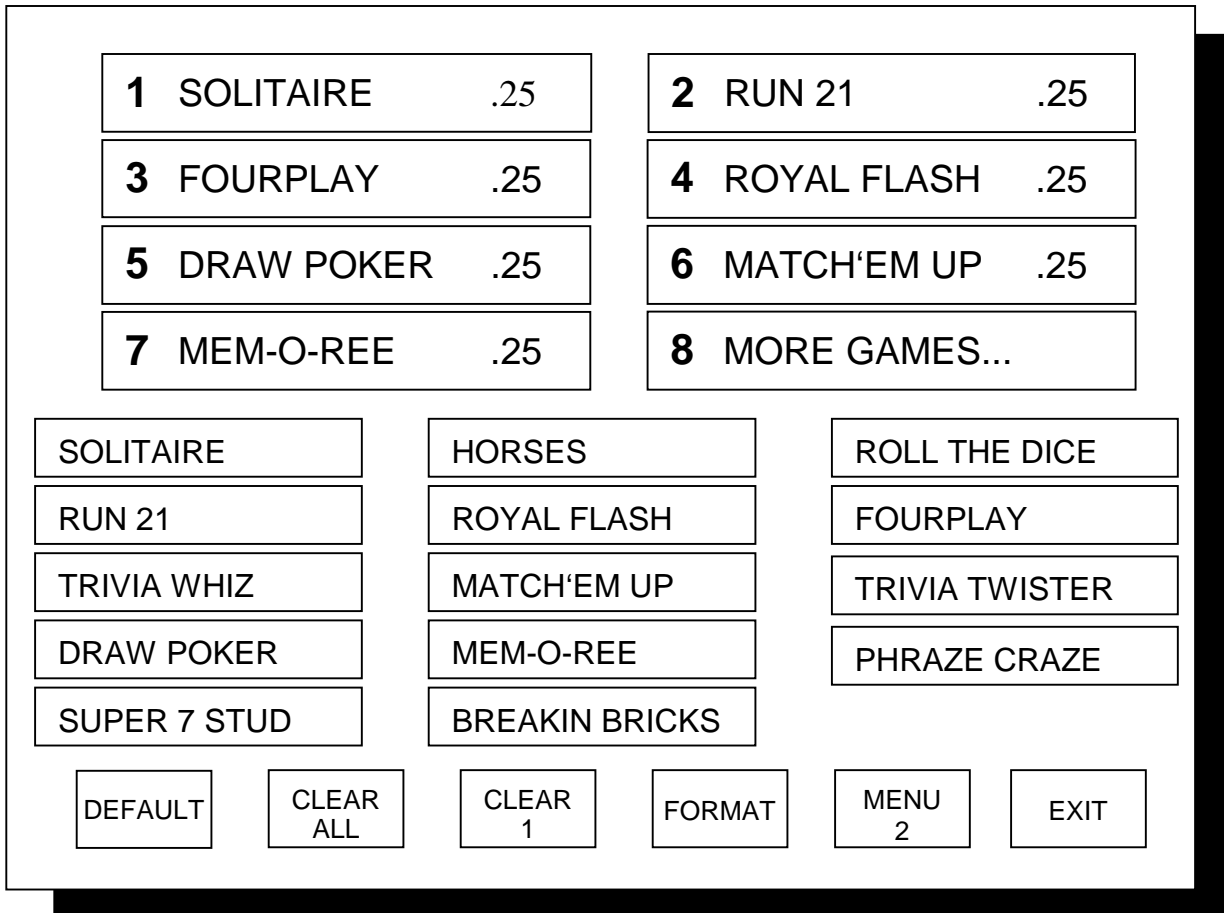 1 SOLITAIRE .25
2 RUN 21 .25
3 FOURPLAY .25
4 ROYAL FLASH .25
5 DRAW POKER .25
6 MATCH‘EM UP .25
7 MEM-O-REE .25
8 MORE GAMES...
SOLITAIRE
HORSES
ROLL THE DICE
RUN 21
ROYAL FLASH
FOURPLAY
TRIVIA WHIZ
MATCH‘EM UP
TRIVIA TWISTER
DRAW POKER
MEM-O-REE
PHRAZE CRAZE
SUPER 7 STUD
BREAKIN BRICKS
DEFAULT
CLEAR
ALL
CLEAR
1
FORMAT
MENU
2
EXIT